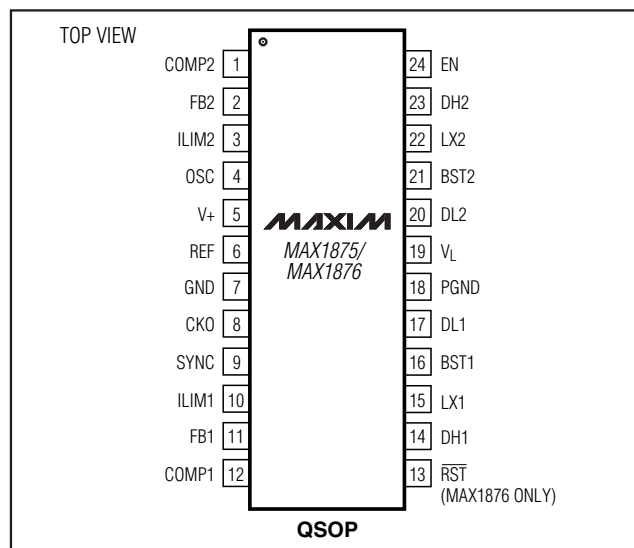 TOP VIEW
COMP2 1
FB2 2
ILIM2 3
OSC 4
V+ 5
REF 6
GND 7
CKO 8
SYNC 9
ILIM1 10
FB1 11
COMP1 12
MAXIM
MAX1875/
MAX1876
24 EN
23 DH2
22 LX2
21 BST2
20 DL2
19 VL
18 PGND
17 DL1
16 BST1
15 LX1
14 DH1
13 RST
(MAX1876 ONLY)
QSOP